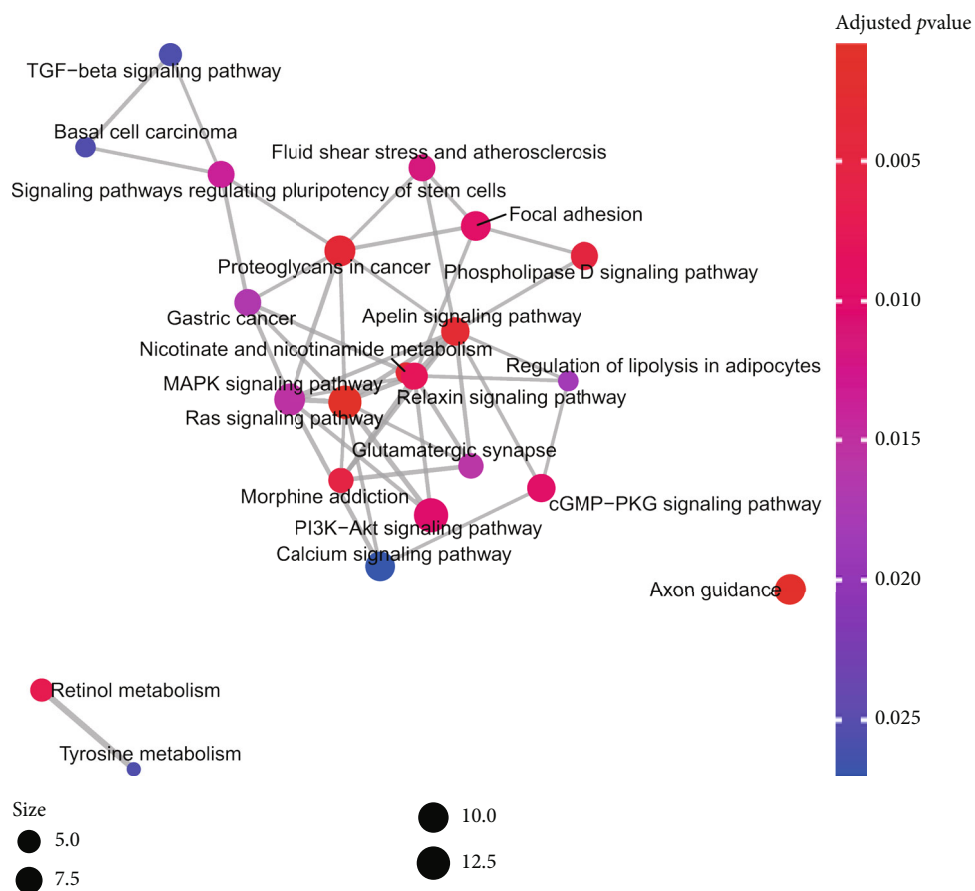 Adjusted pvalue
TGF−beta signaling pathway
Basal cell carcinoma
Fluid shear stress and atherosclerosis
0.005
Signaling pathways regulating pluripotency of stem cells
Focal adhesion
Proteoglycans in cancer
Phospholipase D signaling pathway
0.010
Gastric cancer
Apelin signaling pathway
Nicotinate and nicotinamide metabolism
Regulation of lipolysis in adipocytes
MAPK signaling pathway
Relaxin signaling pathway
Ras signaling pathway
0.015
Glutamatergic synapse
Morphine addiction
cGMP−PKG signaling pathway
PI3K−Akt signaling pathway
Calcium signaling pathway
0.020
Axon guidance
Retinol metabolism
0.025
Tyrosine metabolism
Size
5.0
7.5
10.0
12.5